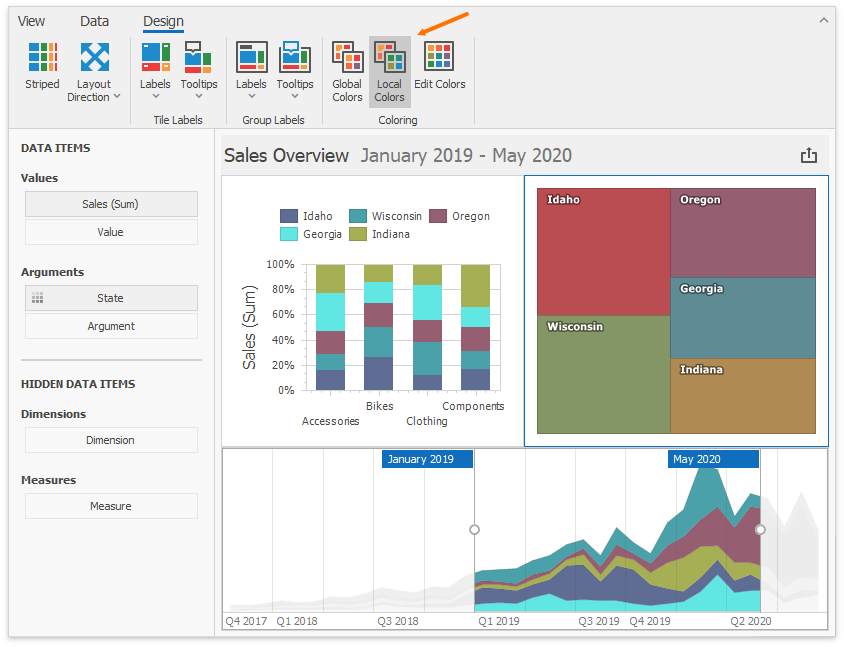 View Data Design
Striped
Layout
Direction
Labels
Tooltips
Tile Labels
Labels
Tooltips
Group Labels
Global
Colors
Local
Colors
Edit Colors
Coloring
DATA ITEMS
Values
Sales (Sum)
Value
Arguments
State
Argument
HIDDEN DATA ITEMS
Dimensions
Dimension
Measures
Measure
Sales Overview January 2019 - May 2020
Idaho Wisconsin Oregon
Georgia Indiana
Sales (Sum)
100%
80%
60%
40%
20%
0%
Bikes Components
Accessories Clothing
Idaho
Oregon
Georgia
Wisconsin
Indiana
January 2019
May 2020
Q4 2017 Q1 2018 Q3 2018 Q1 2019 Q3 2019 Q4 2019 Q2 2020